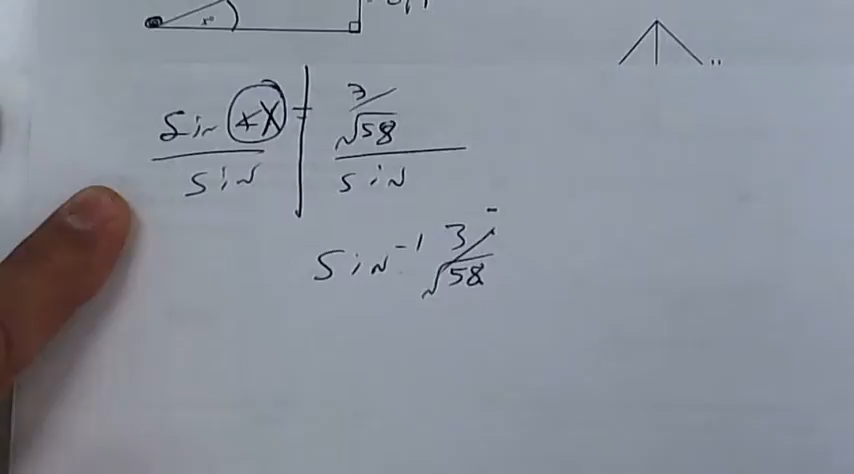 x°
Sin ∠X = 3/√58
Sin Sin
Sin⁻¹ 3/√58